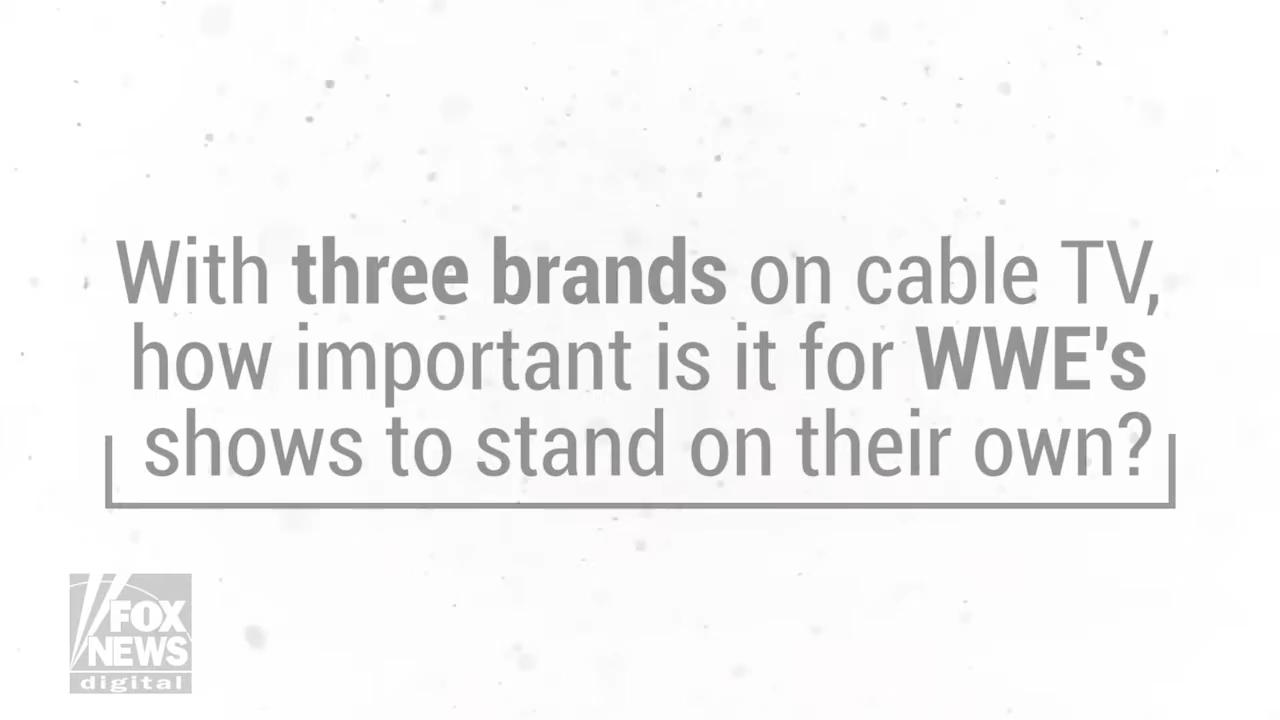 With three brands on cable TV,
how important is it for WWE's
shows to stand on their own?
FOX
NEWS
digital